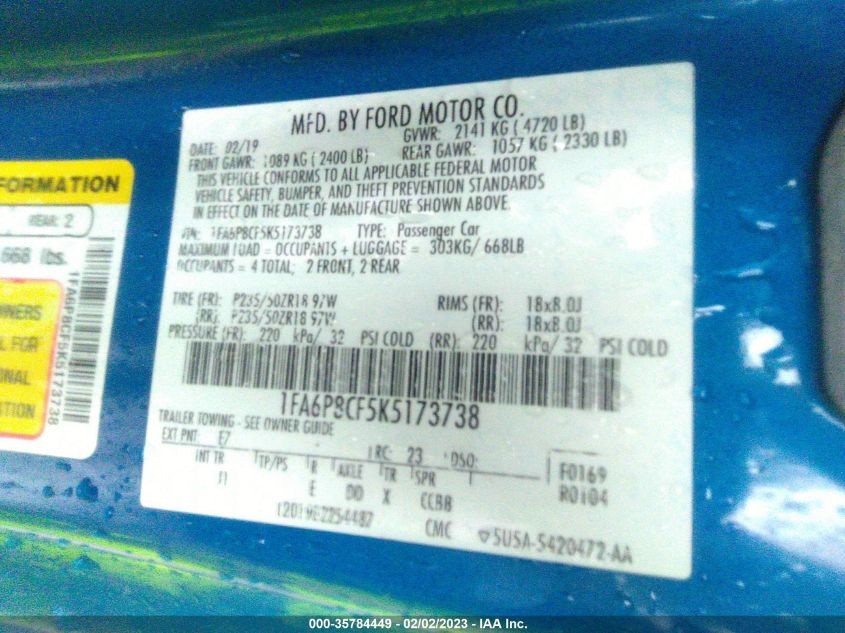 MFD. BY FORD MOTOR CO.
DATE: 02/19 GVWR: 2141 KG ( 4720 LB)
FRONT GAWR: 1089 KG ( 2400 LB) REAR GAWR: 1057 KG ( 2330 LB)
THIS VEHICLE CONFORMS TO ALL APPLICABLE FEDERAL MOTOR
VEHICLE SAFETY, BUMPER, AND THEFT PREVENTION STANDARDS
IN EFFECT ON THE DATE OF MANUFACTURE SHOWN ABOVE.
VIN: 1FA6P8CF5K5173738 TYPE: Passenger Car
MAXIMUM LOAD = OCCUPANTS + LUGGAGE = 303KG/ 668LB
OCCUPANTS = 4 TOTAL; 2 FRONT, 2 REAR
TIRE (FR): P235/50ZR18 97W RIMS (FR): 18x8.0J
(RR): P235/50ZR18 97W (RR): 18x8.0J
PRESSURE (FR): 220 kPa/ 32 PSI COLD (RR): 220 kPa/ 32 PSI COLD
1FA6P8CF5K5173738
TRAILER TOWING - SEE OWNER GUIDE
EXT PNT: E7 RC: 23 DSO: F0169
INT TR TP/PS R AXLE TR SPR R0104
J1 E DD X CCBB
CMC 5USA-5420472-AA
FORMATION
REAR: 2
668 lbs.
1FA6P8CF5K5173738
OWNERS
L FOR
ONAL
000-35784449 - 02/02/2023 - IAA Inc.